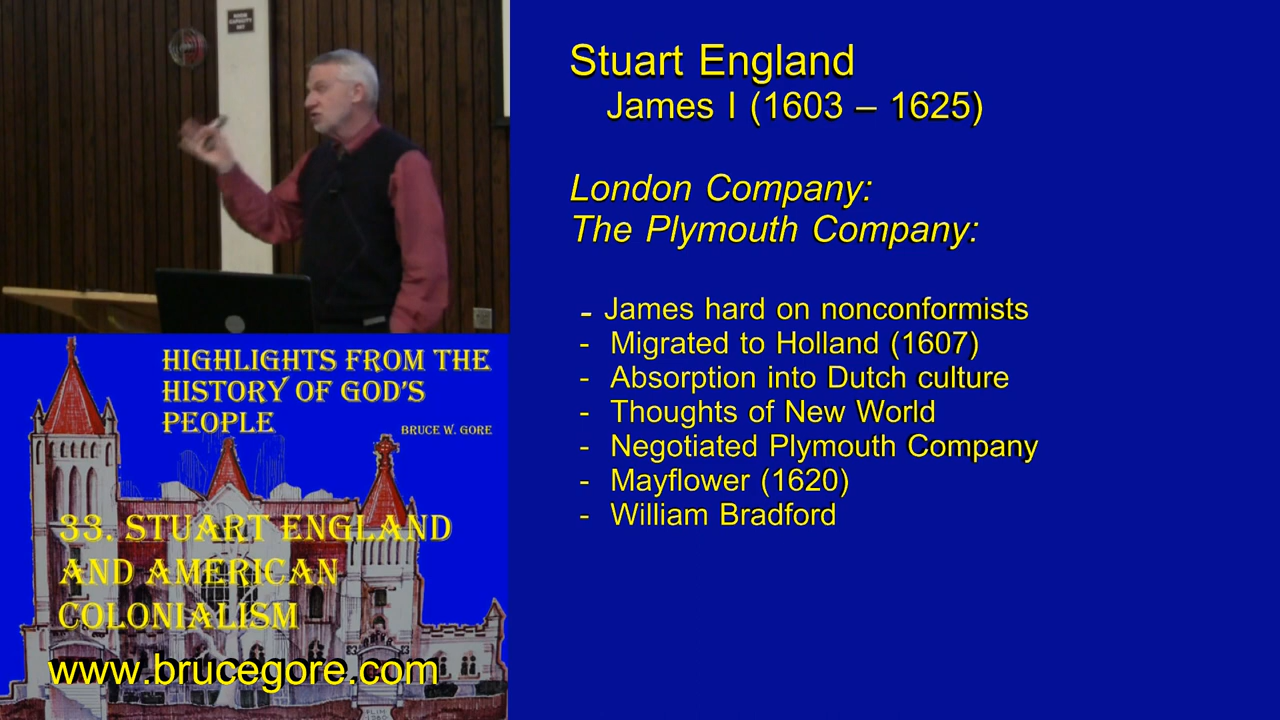 Stuart England
James I (1603 – 1625)
London Company:
The Plymouth Company:
- James hard on nonconformists
- Migrated to Holland (1607)
- Absorption into Dutch culture
- Thoughts of New World
- Negotiated Plymouth Company
- Mayflower (1620)
- William Bradford
HIGHLIGHTS FROM THE
HISTORY OF GOD'S
PEOPLE
BRUCE W. GORE
33. STUART ENGLAND
AND AMERICAN
COLONIALISM
www.brucegore.com